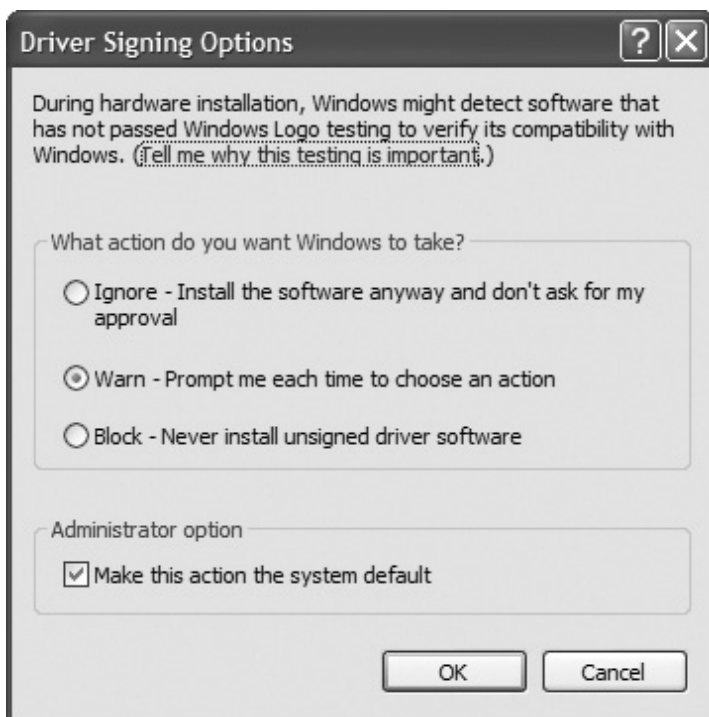 Driver Signing Options
During hardware installation, Windows might detect software that
has not passed Windows Logo testing to verify its compatibility with
Windows. (Tell me why this testing is important.)
What action do you want Windows to take?
Ignore - Install the software anyway and don't ask for my
approval
Warn - Prompt me each time to choose an action
Block - Never install unsigned driver software
Administrator option
Make this action the system default
OK Cancel